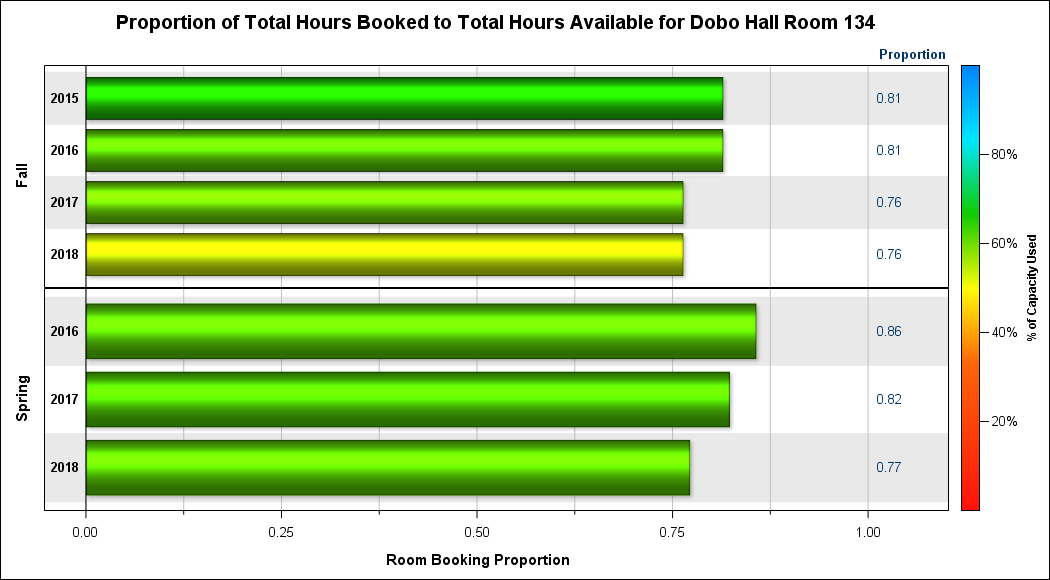 Proportion of Total Hours Booked to Total Hours Available for Dobo Hall Room 134
Proportion
Fall
2015 0.81
2016 0.81
2017 0.76
2018 0.76
Spring
2016 0.86
2017 0.82
2018 0.77
0.00 0.25 0.50 0.75 1.00
Room Booking Proportion
80%
60%
40%
20%
% of Capacity Used